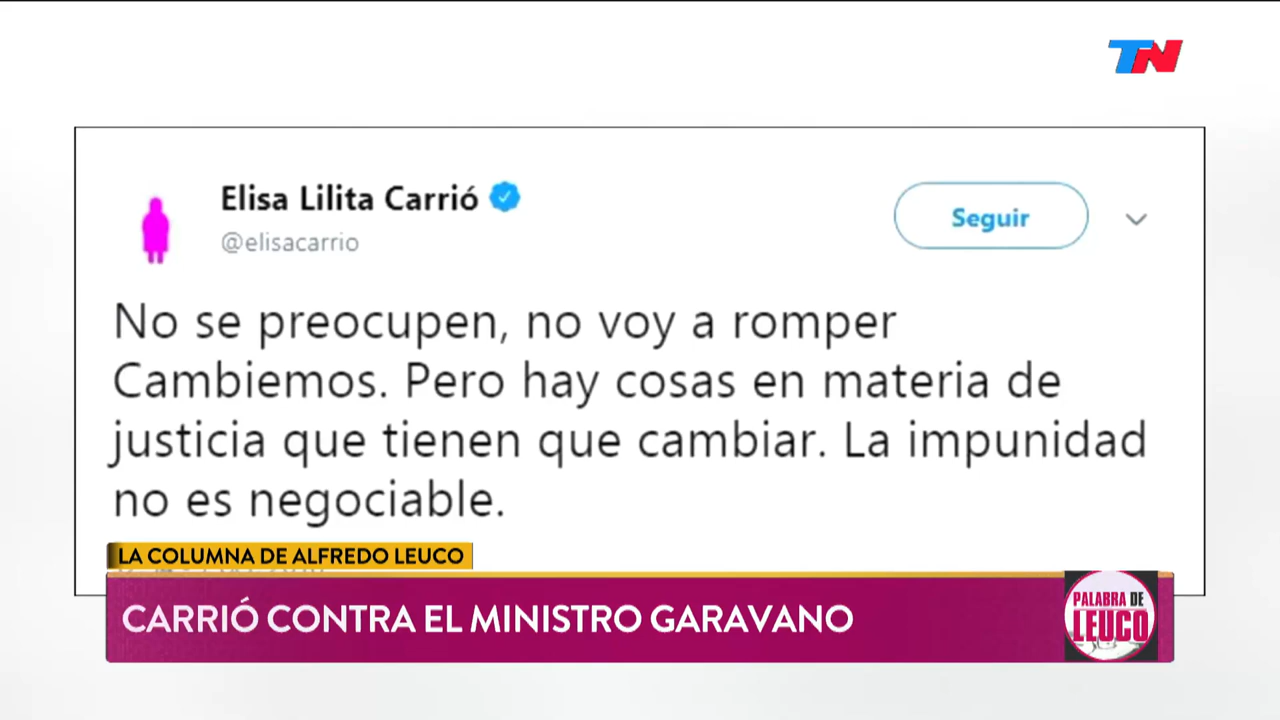 TN
Elisa Lilita Carrió
@elisacarrio
Seguir
No se preocupen, no voy a romper
Cambiemos. Pero hay cosas en materia de
justicia que tienen que cambiar. La impunidad
no es negociable.
LA COLUMNA DE ALFREDO LEUCO
CARRIÓ CONTRA EL MINISTRO GARAVANO
PALABRA DE
LEUCO